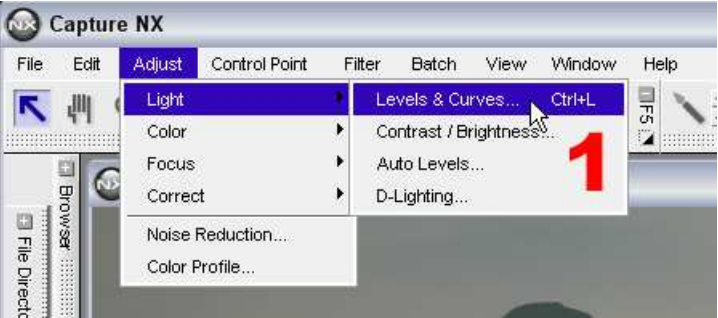 NX Capture NX
File Edit Adjust Control Point Filter Batch View Window Help
Light
Color
Focus
Correct
Noise Reduction...
Color Profile...
Levels & Curves... Ctrl+L
Contrast / Brightness...
Auto Levels...
D-Lighting...
1
F5
Browser
File Directo